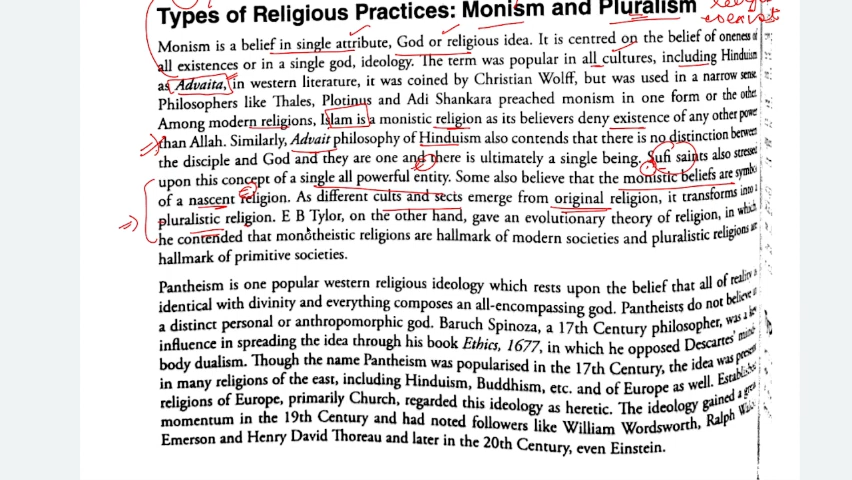 Types of Religious Practices: Monism and Pluralism
Monism is a belief in single attribute, God or religious idea. It is centred on the belief of oneness of
all existences or in a single god, ideology. The term was popular in all cultures, including Hinduism
as Advaita, in western literature, it was coined by Christian Wolff, but was used in a narrow sense.
Philosophers like Thales, Plotinus and Adi Shankara preached monism in one form or the other.
Among modern religions, Islam is a monistic religion as its believers deny existence of any other power
than Allah. Similarly, Advait philosophy of Hinduism also contends that there is no distinction between
the disciple and God and they are one and there is ultimately a single being. Sufi saints also stressed
upon this concept of a single all powerful entity. Some also believe that the monistic beliefs are symbo
of a nascent religion. As different cults and sects emerge from original religion, it transforms into a
pluralistic religion. E B Tylor, on the other hand, gave an evolutionary theory of religion, in which
he contended that monotheistic religions are hallmark of modern societies and pluralistic religions are
hallmark of primitive societies.
Pantheism is one popular western religious ideology which rests upon the belief that all of reality is
identical with divinity and everything composes an all-encompassing god. Pantheists do not believe in
a distinct personal or anthropomorphic god. Baruch Spinoza, a 17th Century philosopher, was a key
influence in spreading the idea through his book Ethics, 1677, in which he opposed Descartes' mind-
body dualism. Though the name Pantheism was popularised in the 17th Century, the idea was present
in many religions of the east, including Hinduism, Buddhism, etc. and of Europe as well. Established
religions of Europe, primarily Church, regarded this ideology as heretic. The ideology gained a great
momentum in the 19th Century and had noted followers like William Wordsworth, Ralph Waldo
Emerson and Henry David Thoreau and later in the 20th Century, even Einstein.